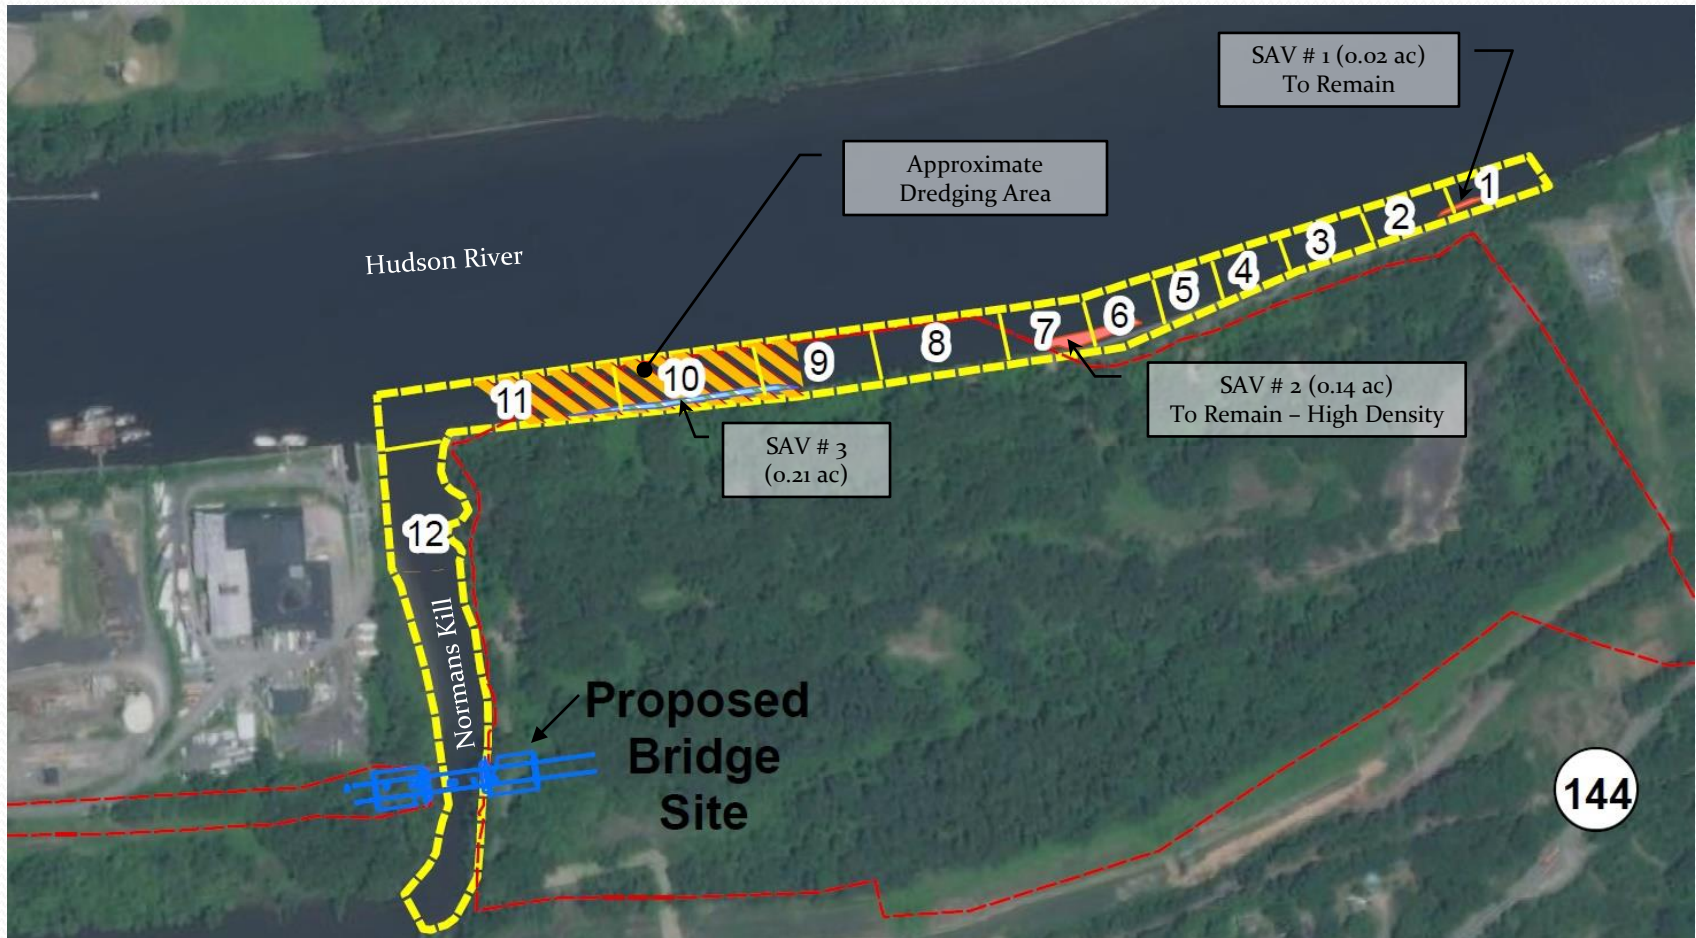 SAV # 1 (0.02 ac)
To Remain
Approximate
Dredging Area
Hudson River
1
2
3
4
5
6
7
8
9
10
11
SAV # 2 (0.14 ac)
To Remain – High Density
SAV # 3
(0.21 ac)
12
Normans Kill
Proposed
Bridge
Site
144